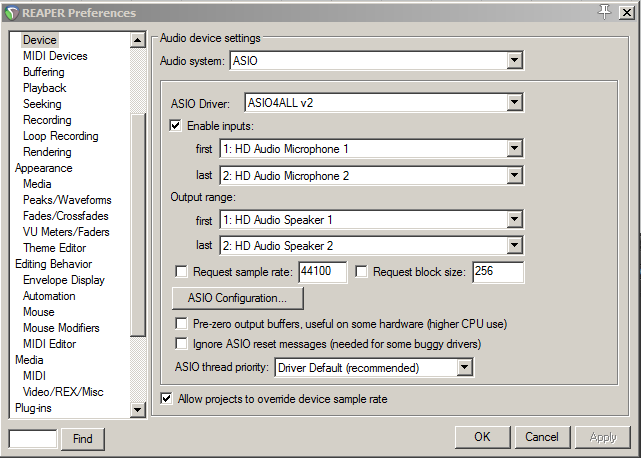 REAPER Preferences
Device
MIDI Devices
Buffering
Playback
Seeking
Recording
Loop Recording
Rendering
Appearance
Media
Peaks/Waveforms
Fades/Crossfades
VU Meters/Faders
Theme Editor
Editing Behavior
Envelope Display
Automation
Mouse
Mouse Modifiers
MIDI Editor
Media
MIDI
Video/REX/Misc
Plug-ins
Find
Audio device settings
Audio system: ASIO
ASIO Driver: ASIO4ALL v2
Enable inputs:
first 1: HD Audio Microphone 1
last 2: HD Audio Microphone 2
Output range:
first 1: HD Audio Speaker 1
last 2: HD Audio Speaker 2
Request sample rate: 44100 Request block size: 256
ASIO Configuration...
Pre-zero output buffers, useful on some hardware (higher CPU use)
Ignore ASIO reset messages (needed for some buggy drivers)
ASIO thread priority: Driver Default (recommended)
Allow projects to override device sample rate
OK Cancel Apply